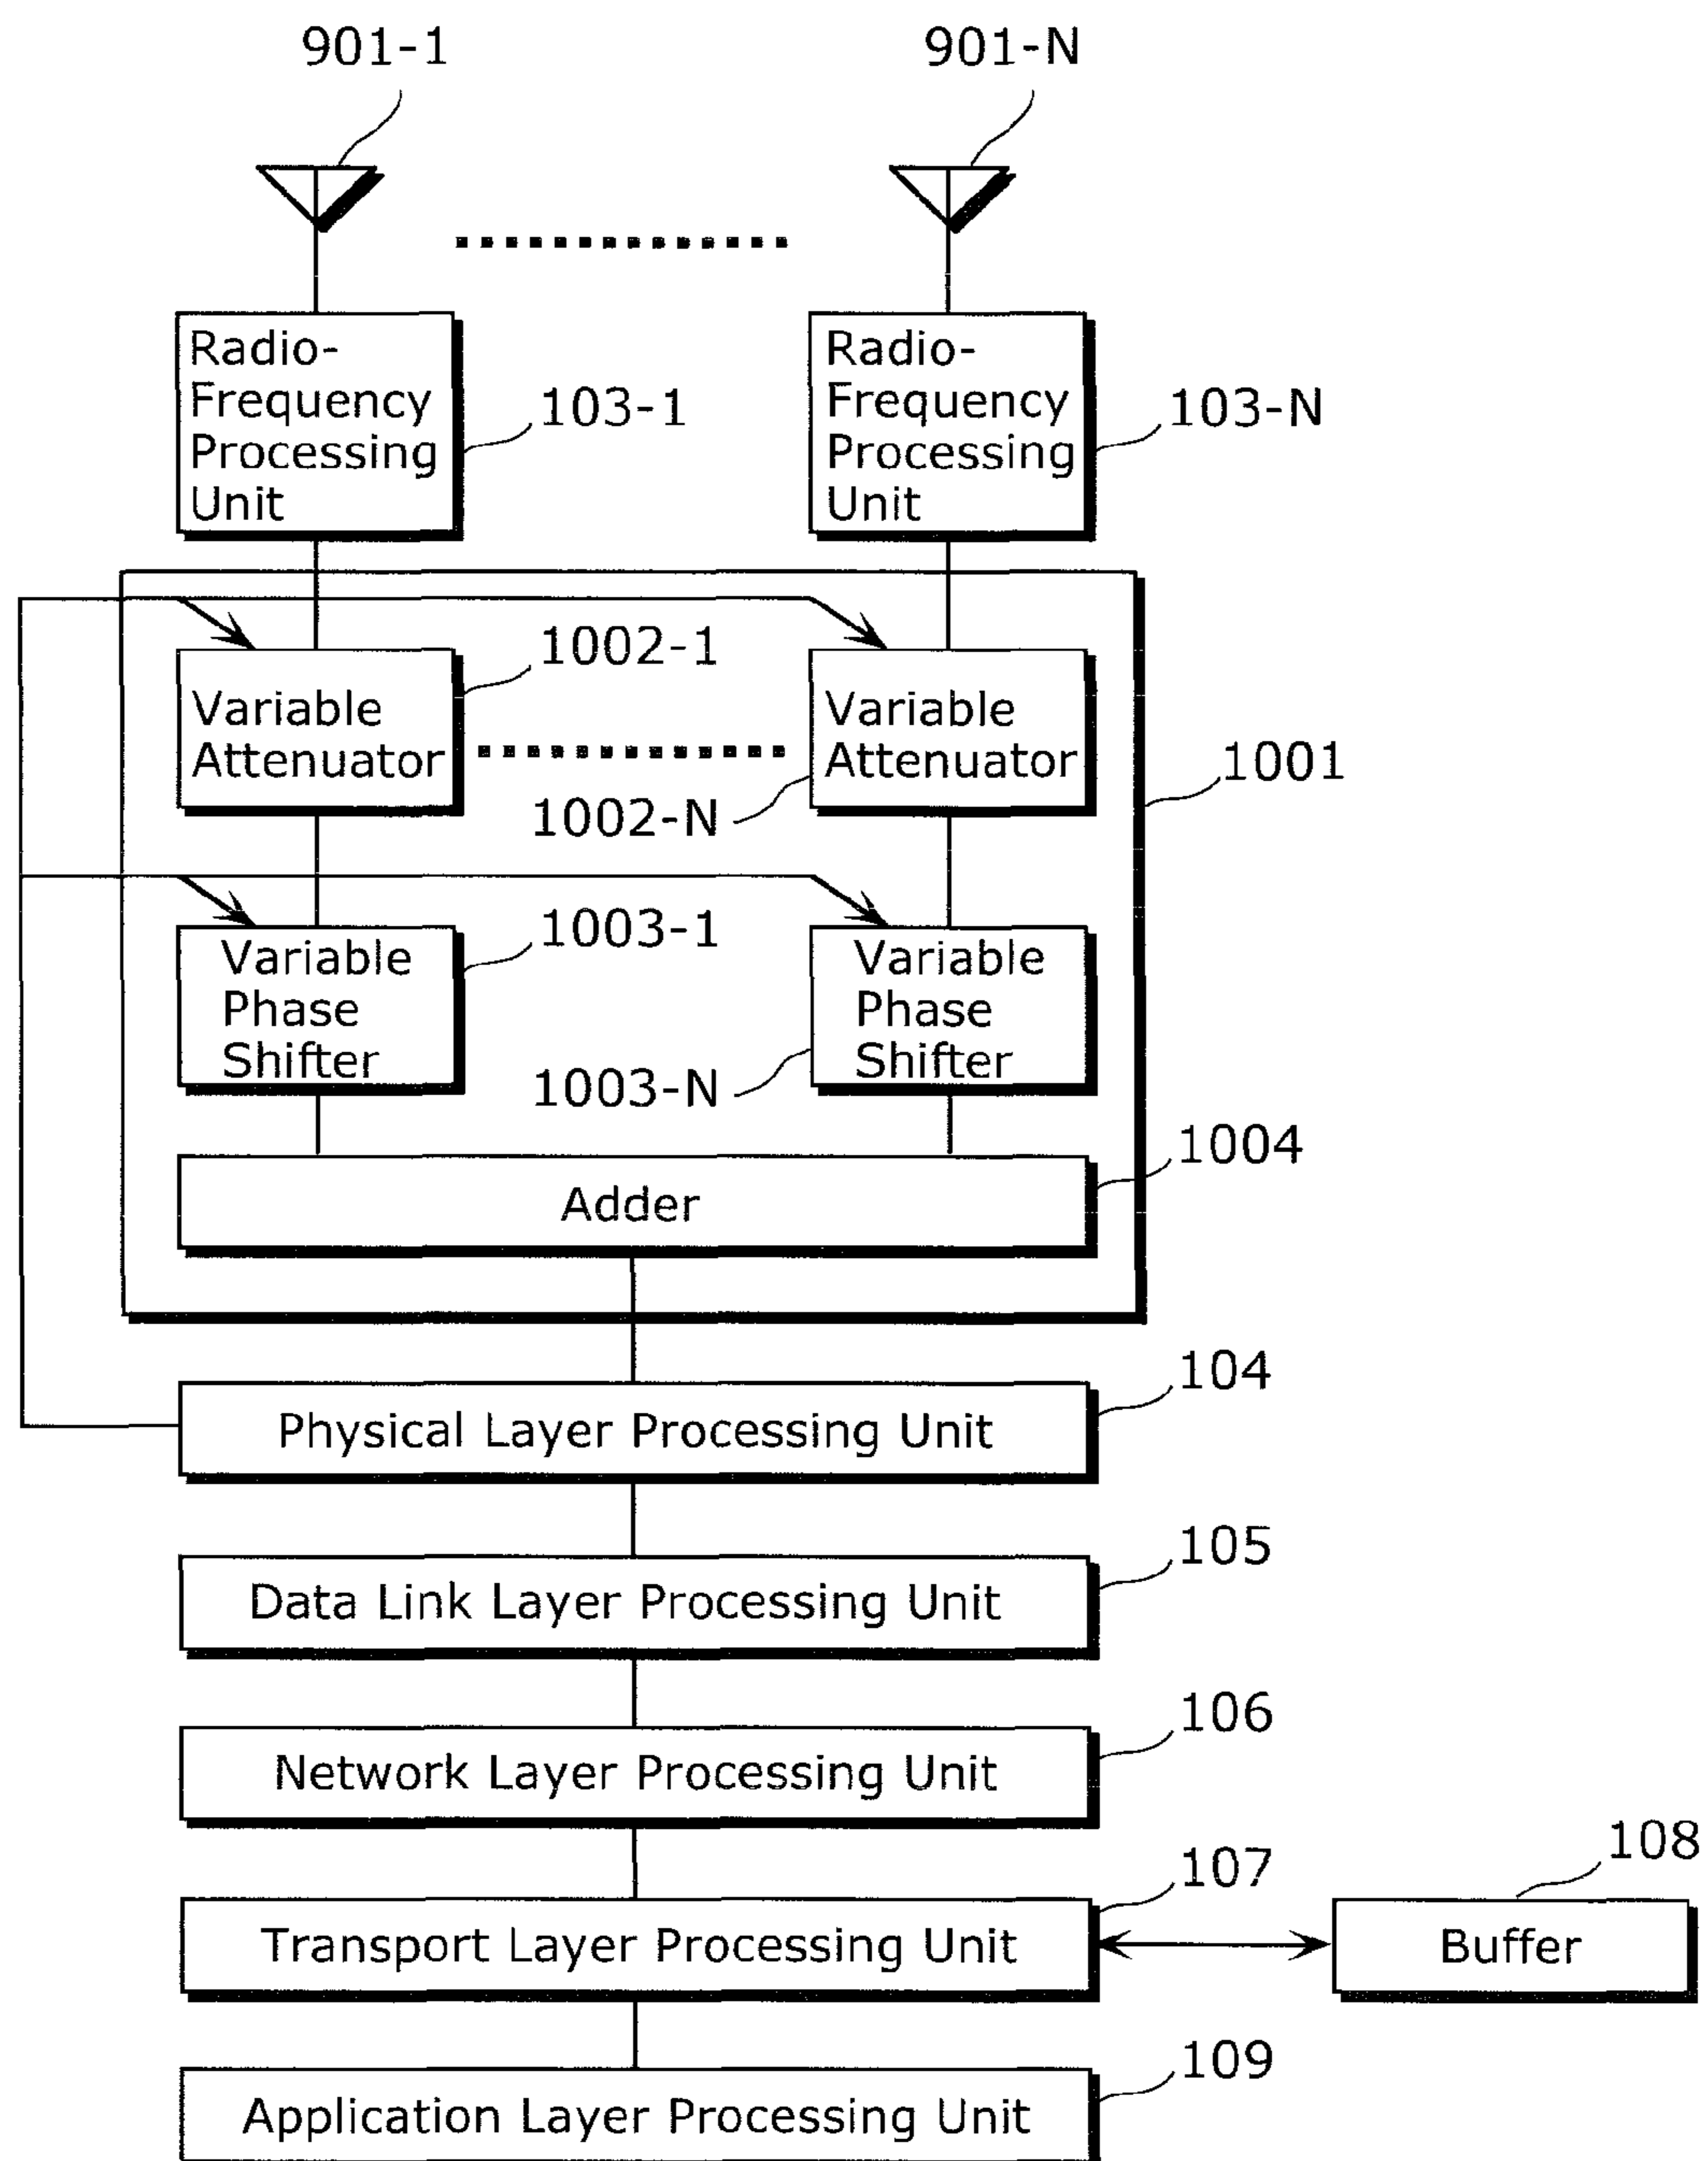 901-1
901-N
Radio-
Frequency
Processing
Unit
103-1
Radio-
Frequency
Processing
Unit
103-N
1002-1
Variable
Attenuator
Variable
Attenuator
1002-N
1001
1003-1
Variable
Phase
Shifter
Variable
Phase
Shifter
1003-N
1004
Adder
104
Physical Layer Processing Unit
105
Data Link Layer Processing Unit
106
Network Layer Processing Unit
107
Transport Layer Processing Unit
108
Buffer
109
Application Layer Processing Unit